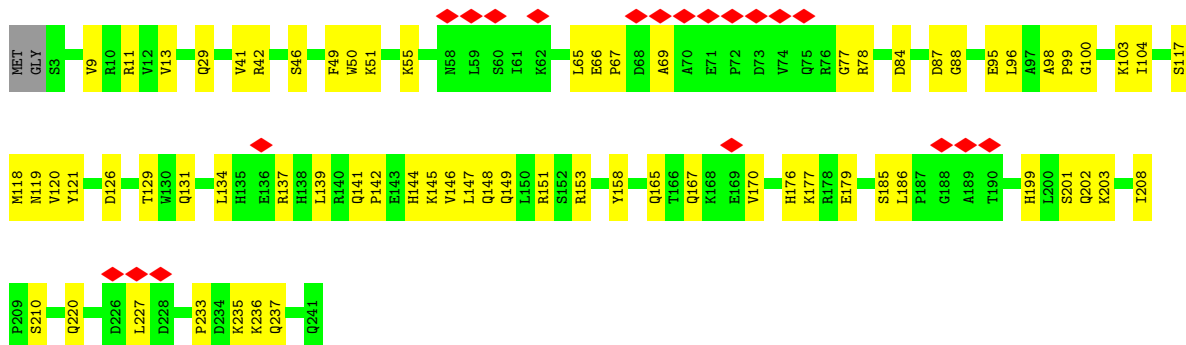 MET GLY S3 V9 R10 R11 V12 V13 Q29 V41 R42 S46 F49 W50 K51 K55 N58 L59 S60 I61 K62 L65 E66 P67 D68 A69 A70 E71 P72 D73 V74 Q75 R76 G77 R78 D84 D87 G88 E95 L96 A97 A98 P99 G100 K103 I104 S117
M118 N119 V120 Y121 D126 T129 W130 Q131 L134 H135 E136 R137 H138 L139 R140 Q141 P142 E143 H144 K145 V146 L147 Q148 Q149 L150 R151 S152 R153 Y158 Q165 T166 Q167 K168 E169 V170 H176 K177 R178 E179 S185 L186 P187 G188 A189 T190 H199 L200 S201 Q202 K203 I208
P209 S210 Q220 D226 L227 D228 P233 D234 K235 K236 Q237 Q241